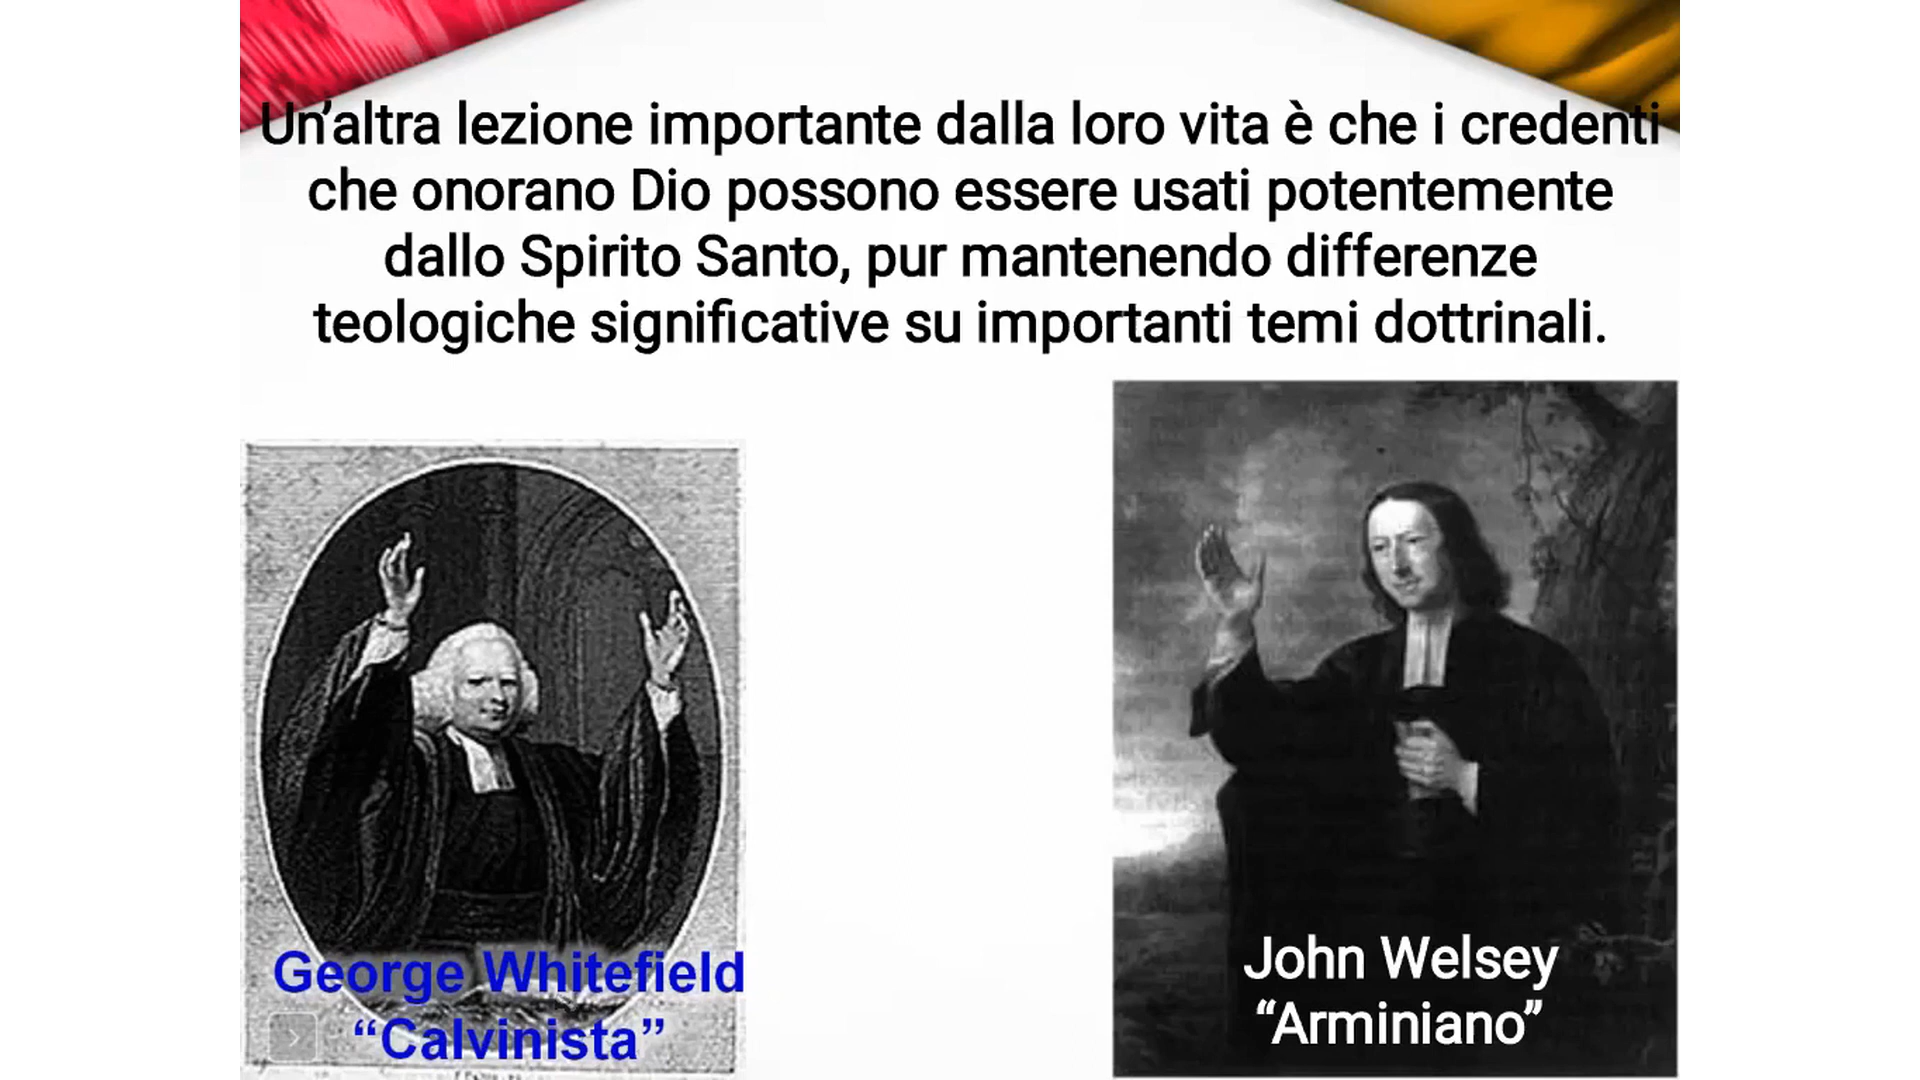 Un’altra lezione importante dalla loro vita è che i credenti
che onorano Dio possono essere usati potentemente
dallo Spirito Santo, pur mantenendo differenze
teologiche significative su importanti temi dottrinali.
George Whitefield
“Calvinista”
John Welsey
“Arminiano”